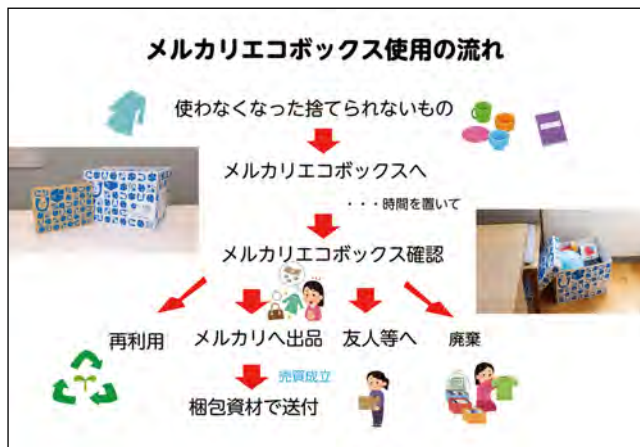 メルカリエコボックス使用の流れ
使わなくなった捨てられないもの
メルカリエコボックスへ
・・・時間を置いて
メルカリエコボックス確認
再利用
メルカリへ出品
友人等へ
廃棄
売買成立
梱包資材で送付